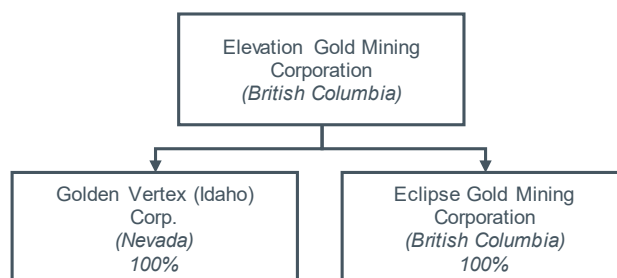 Elevation Gold Mining
Corporation
(British Columbia)
Golden Vertex (Idaho)
Corp.
(Nevada)
100%
Eclipse Gold Mining
Corporation
(British Columbia)
100%